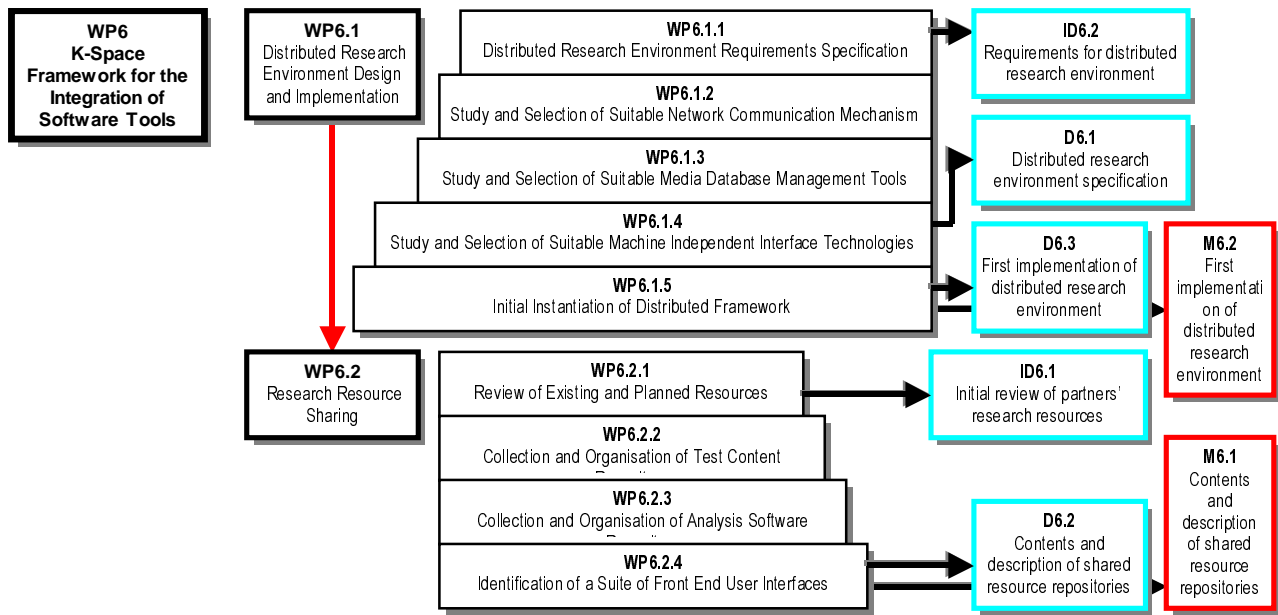 WP6
K-Space
Framework for the
Integration of
Software Tools
WP6.1
Distributed Research
Environment Design
and Implementation
WP6.1.1
Distributed Research Environment Requirements Specification
WP6.1.2
Study and Selection of Suitable Network Communication Mechanism
WP6.1.3
Study and Selection of Suitable Media Database Management Tools
WP6.1.4
Study and Selection of Suitable Machine Independent Interface Technologies
WP6.1.5
Initial Instantiation of Distributed Framework
ID6.2
Requirements for distributed
research environment
D6.1
Distributed research
environment specification
D6.3
First implementation of
distributed research
environment
M6.2
First
implementati
on of
distributed
research
environment
WP6.2
Research Resource
Sharing
WP6.2.1
Review of Existing and Planned Resources
WP6.2.2
Collection and Organisation of Test Content
WP6.2.3
Collection and Organisation of Analysis Software
WP6.2.4
Identification of a Suite of Front End User Interfaces
ID6.1
Initial review of partners'
research resources
D6.2
Contents and
description of shared
resource repositories
M6.1
Contents
and
description
of shared
resource
repositories